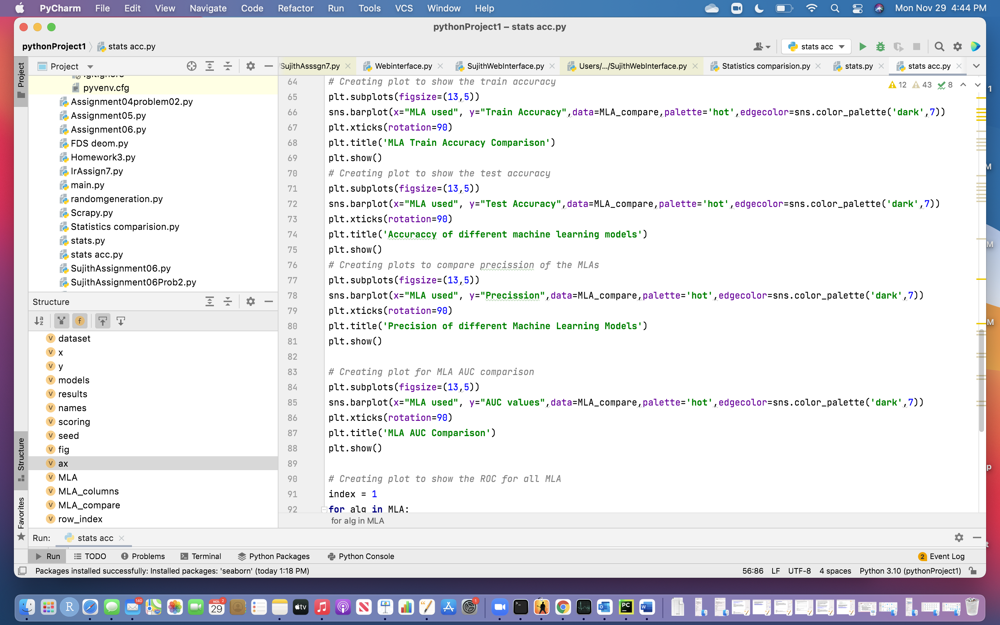 PyCharm File Edit View Navigate Code Refactor Run Tools VCS Window Help Mon Nov 29 4:44 PM
pythonProject1 – stats acc.py
pythonProject1 stats acc.py stats acc
Project SujithAsssgn7.py Webinterface.py SujithWebInterface.py Users/.../SujithWebInterface.py Statistics comparision.py stats.py stats acc.py
12 43 8
.gitignore
pyvenv.cfg
Assignment04problem02.py
Assignment05.py
Assignment06.py
FDS deom.py
Homework3.py
IrAssign7.py
main.py
randomgeneration.py
Scrapy.py
Statistics comparision.py
stats.py
stats acc.py
SujithAssignment06.py
SujithAssignment06Prob2.py
Structure
dataset
x
y
models
results
names
scoring
seed
fig
ax
MLA
MLA_columns
MLA_compare
row_index
Project
Structure
Favorites
64 # Creating plot to show the train accuracy
65 plt.subplots(figsize=(13,5))
66 sns.barplot(x="MLA used", y="Train Accuracy",data=MLA_compare,palette='hot',edgecolor=sns.color_palette('dark',7))
67 plt.xticks(rotation=90)
68 plt.title('MLA Train Accuracy Comparison')
69 plt.show()
70 # Creating plot to show the test accuracy
71 plt.subplots(figsize=(13,5))
72 sns.barplot(x="MLA used", y="Test Accuracy",data=MLA_compare,palette='hot',edgecolor=sns.color_palette('dark',7))
73 plt.xticks(rotation=90)
74 plt.title('Accuraccy of different machine learning models')
75 plt.show()
76 # Creating plots to compare precission of the MLAs
77 plt.subplots(figsize=(13,5))
78 sns.barplot(x="MLA used", y="Precission",data=MLA_compare,palette='hot',edgecolor=sns.color_palette('dark',7))
79 plt.xticks(rotation=90)
80 plt.title('Precision of different Machine Learning Models')
81 plt.show()
82
83 # Creating plot for MLA AUC comparison
84 plt.subplots(figsize=(13,5))
85 sns.barplot(x="MLA used", y="AUC values",data=MLA_compare,palette='hot',edgecolor=sns.color_palette('dark',7))
86 plt.xticks(rotation=90)
87 plt.title('MLA AUC Comparison')
88 plt.show()
89
90 # Creating plot to show the ROC for all MLA
91 index = 1
92 for alg in MLA:
for alg in MLA
Run: stats acc
Run TODO Problems Terminal Python Packages Python Console 2 Event Log
Packages installed successfully: Installed packages: 'seaborn' (today 1:18 PM) 56:86 LF UTF-8 4 spaces Python 3.10 (pythonProject1)
140 NOV 2 29 tv 1 PC